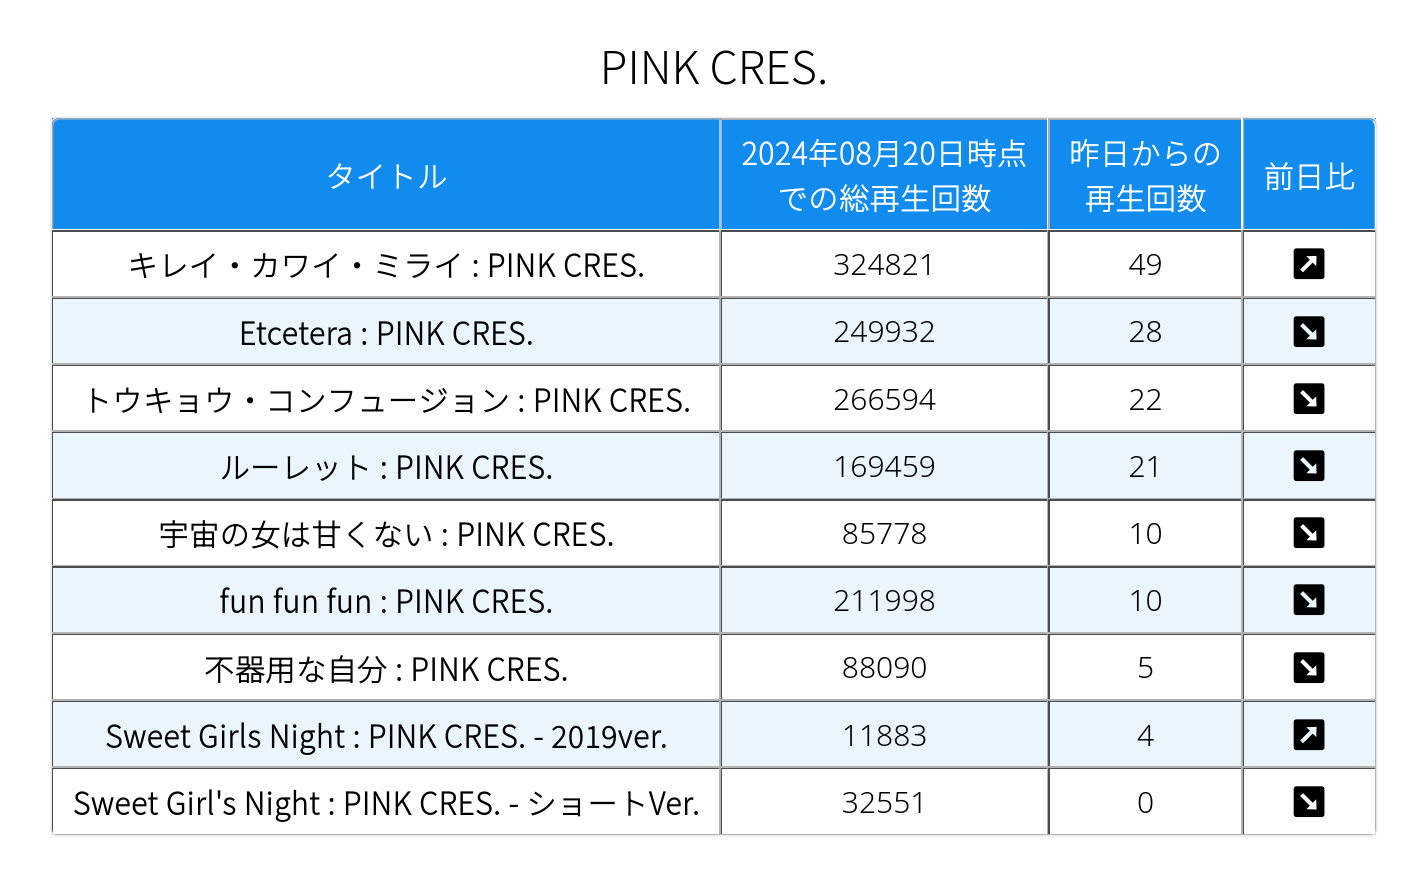 PINK CRES.
タイトル
2024年08月20日時点
での総再生回数
昨日からの
再生回数
前日比
キレイ・カワイ・ミライ : PINK CRES. 324821 49
Etcetera : PINK CRES. 249932 28
トウキョウ・コンフュージョン : PINK CRES. 266594 22
ルーレット : PINK CRES. 169459 21
宇宙の女は甘くない : PINK CRES. 85778 10
fun fun fun : PINK CRES. 211998 10
不器用な自分 : PINK CRES. 88090 5
Sweet Girls Night : PINK CRES. - 2019ver. 11883 4
Sweet Girl's Night : PINK CRES. - ショートVer. 32551 0